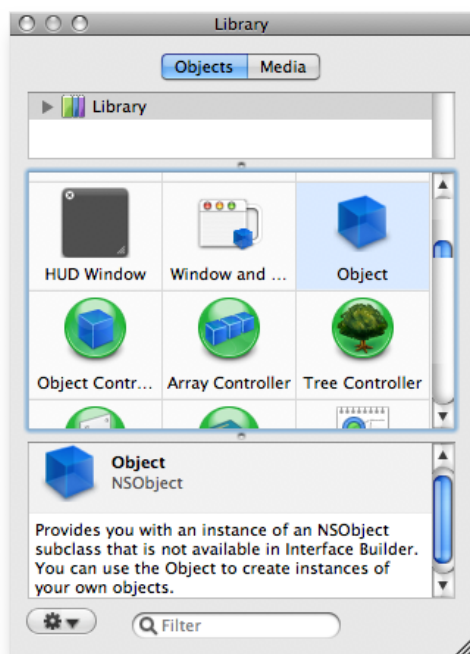 Library
Objects Media
Library
HUD Window Window and ... Object
Object Contr... Array Controller Tree Controller
Object
NSObject
Provides you with an instance of an NSObject
subclass that is not available in Interface Builder.
You can use the Object to create instances of
your own objects.
Filter